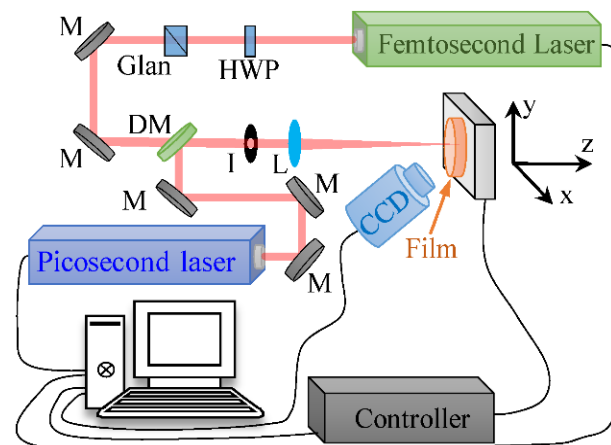 M
Glan
HWP
Femtosecond Laser
M
DM
I
L
M
M
y
z
x
CCD
Film
Picosecond laser
M
Controller